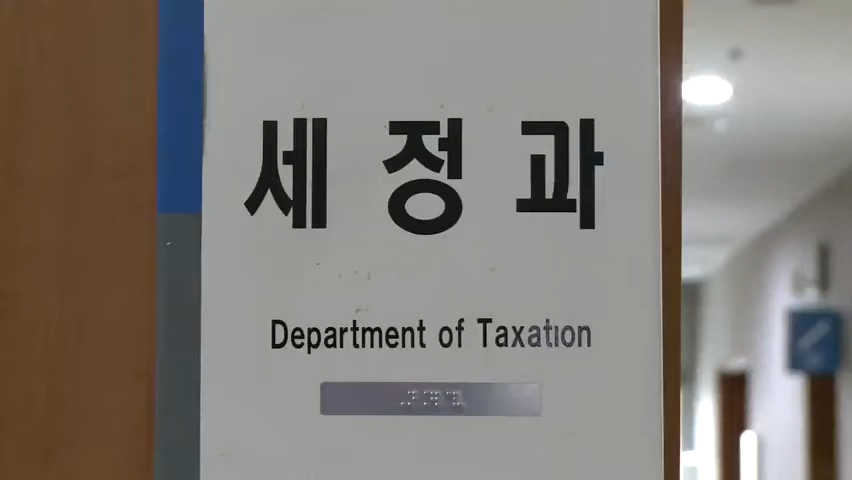 세정과
Department of Taxation